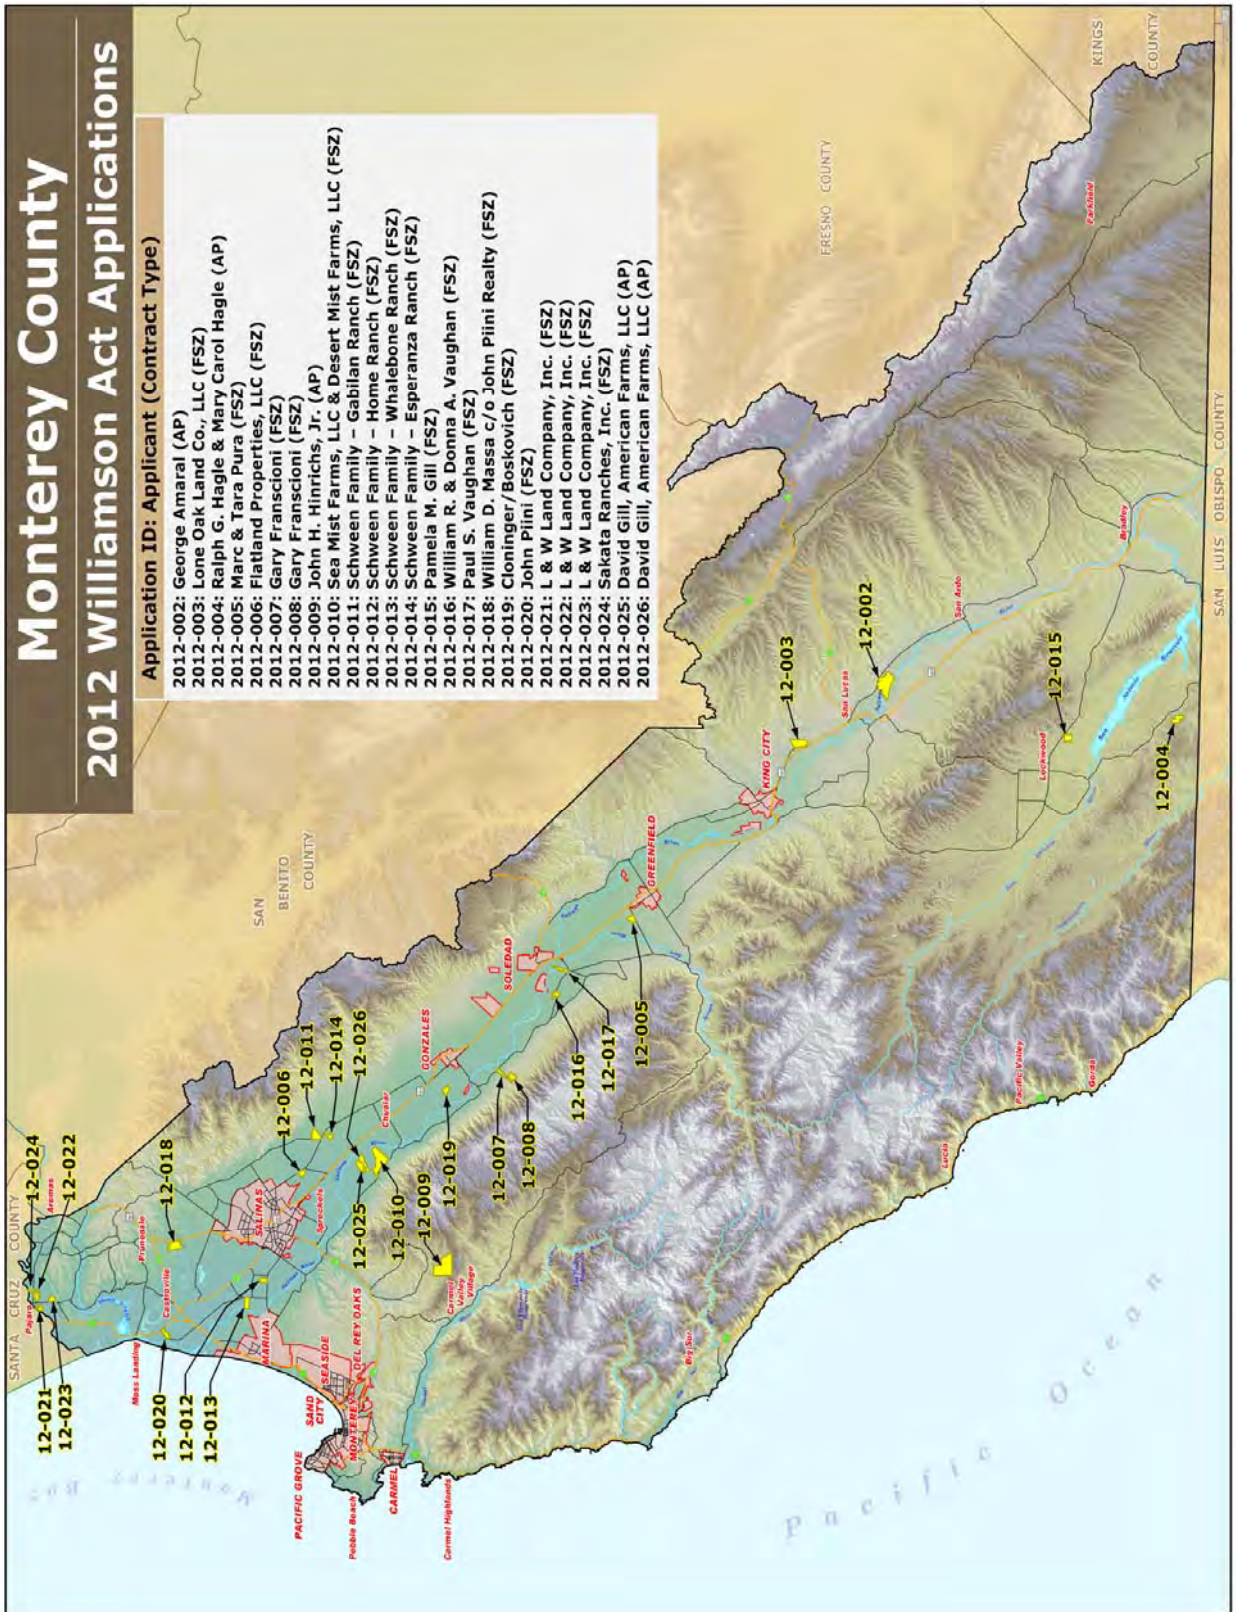 Monterey County
2012 Williamson Act Applications
Application ID: Applicant (Contract Type)
2012-002: George Amaral (AP)
2012-003: Lone Oak Land Co., LLC (FSZ)
2012-004: Ralph G. Hagle & Mary Carol Hagle (AP)
2012-005: Marc & Tara Pura (FSZ)
2012-006: Flatland Properties, LLC (FSZ)
2012-007: Gary Franscioni (FSZ)
2012-008: Gary Franscioni (FSZ)
2012-009: John H. Hinrichs, Jr. (AP)
2012-010: Sea Mist Farms, LLC & Desert Mist Farms, LLC (FSZ)
2012-011: Schween Family – Gabilan Ranch (FSZ)
2012-012: Schween Family – Home Ranch (FSZ)
2012-013: Schween Family – Whalebone Ranch (FSZ)
2012-014: Schween Family – Esperanza Ranch (FSZ)
2012-015: Pamela M. Gill (FSZ)
2012-016: William R. & Donna A. Vaughan (FSZ)
2012-017: Paul S. Vaughan (FSZ)
2012-018: William D. Massa c/o John Piini Realty (FSZ)
2012-019: Cloninger/Boskovich (FSZ)
2012-020: John Piini (FSZ)
2012-021: L & W Land Company, Inc. (FSZ)
2012-022: L & W Land Company, Inc. (FSZ)
2012-023: L & W Land Company, Inc. (FSZ)
2012-024: Sakata Ranches, Inc. (FSZ)
2012-025: David Gill, American Farms, LLC (AP)
2012-026: David Gill, American Farms, LLC (AP)
SANTA CRUZ COUNTY
SAN
BENITO
COUNTY
FRESNO COUNTY
KINGS
COUNTY
SAN LUIS OBISPO COUNTY
12-024
12-022
12-021
12-023
12-018
12-020
12-012
12-013
12-006
12-011
12-014
12-026
12-025
12-010
12-009
12-019
12-007
12-008
12-016
12-017
12-005
12-003
12-002
12-015
12-004
Pajaro
Aromas
Prunedale
Moss Landing
Castroville
MARINA
SALINAS
Spreckels
Chualar
SEASIDE
SAND
CITY
DEL REY OAKS
MONTEREY
PACIFIC GROVE
Pebble Beach
CARMEL
Carmel Highlands
Carmel
Valley
Village
GONZALES
SOLEDAD
GREENFIELD
KING CITY
San Lucas
San Ardo
Bradley
Lockwood
Parkfield
Big Sur
Lucia
Pacific Valley
Gorda
Monterey Bay
Pacific Ocean